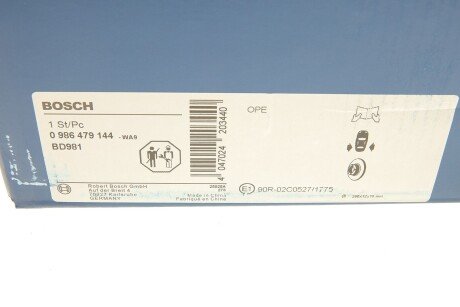 BOSCH
OPE
1 St/Pc
0 986 479 144 -WA9
BD981
4 047024 203440
Robert Bosch GmbH
Auf der Breit 4
76227 Karlsruhe
GERMANY
Made in China
Fabriqué en Chine
E1 90R-02C0527/1775